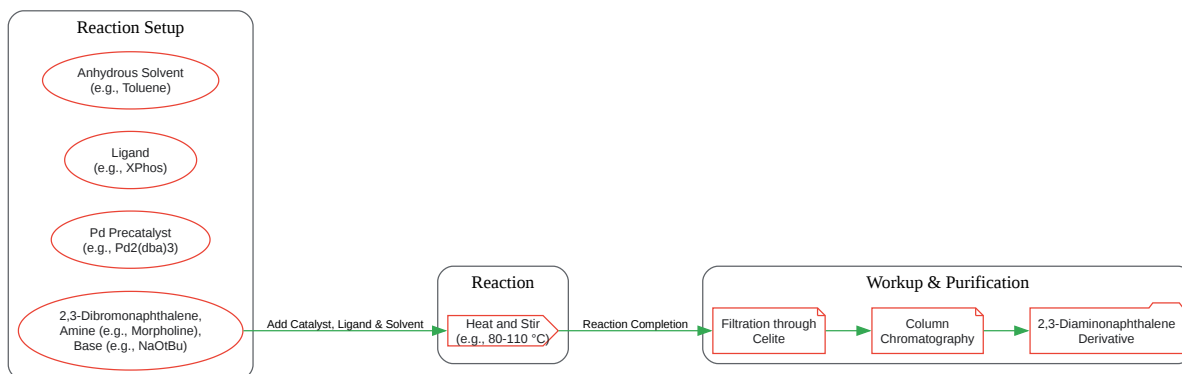 Reaction Setup
Anhydrous Solvent
(e.g., Toluene)
Ligand
(e.g., XPhos)
Pd Precatalyst
(e.g., Pd2(dba)3)
2,3-Dibromonaphthalene,
Amine (e.g., Morpholine),
Base (e.g., NaOtBu)
Add Catalyst, Ligand & Solvent
Reaction
Heat and Stir
(e.g., 80-110 °C)
Reaction Completion
Workup & Purification
Filtration through
Celite
Column
Chromatography
2,3-Diaminonaphthalene
Derivative